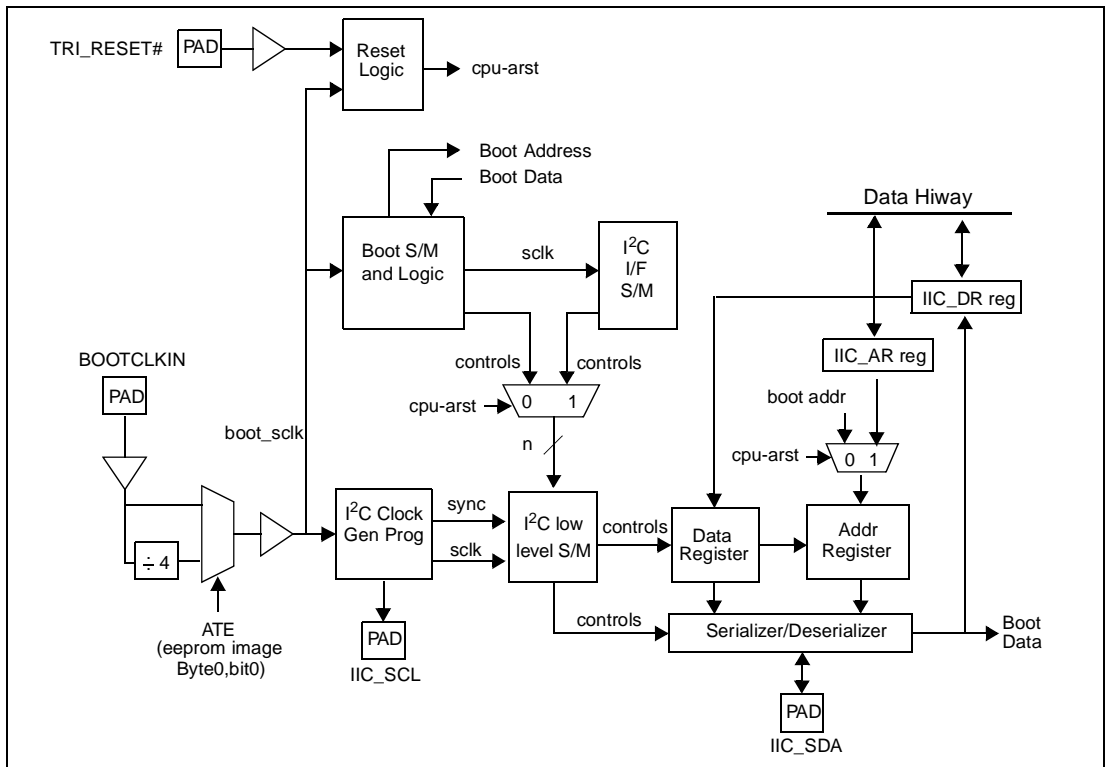 TRI_RESET#
PAD
Reset
Logic
cpu-arst
Boot Address
Boot Data
Data Hiway
Boot S/M
and Logic
sclk
I²C
I/F
S/M
IIC_DR reg
IIC_AR reg
BOOTCLKIN
PAD
controls
controls
cpu-arst
0 1
boot addr
boot_sclk
n
cpu-arst
0 1
I²C Clock
Gen Prog
sync
sclk
I²C low
level S/M
controls
Data
Register
Addr
Register
÷ 4
ATE
(eeprom image
Byte0,bit0)
PAD
IIC_SCL
controls
Serializer/Deserializer
Boot
Data
PAD
IIC_SDA